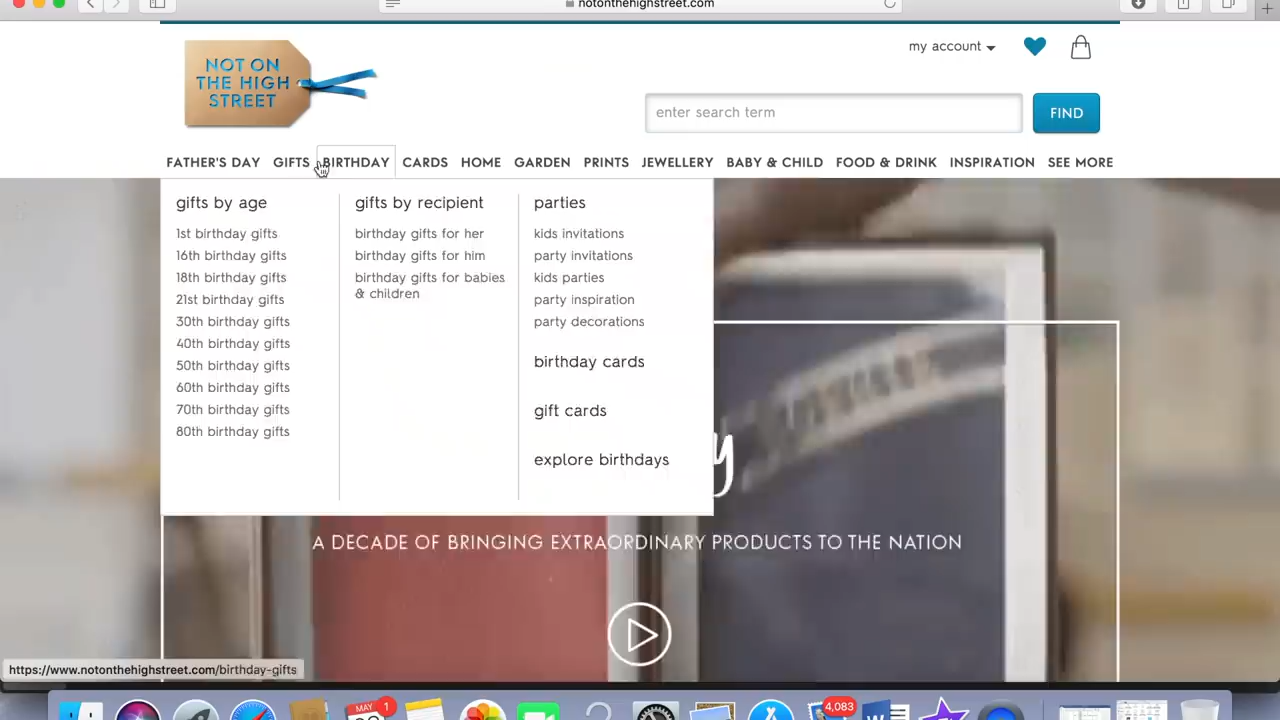 notonthehighstreet.com
my account
NOT ON
THE HIGH
STREET
enter search term
FIND
FATHER'S DAY GIFTS BIRTHDAY CARDS HOME GARDEN PRINTS JEWELLERY BABY & CHILD FOOD & DRINK INSPIRATION SEE MORE
gifts by age
1st birthday gifts
16th birthday gifts
18th birthday gifts
21st birthday gifts
30th birthday gifts
40th birthday gifts
50th birthday gifts
60th birthday gifts
70th birthday gifts
80th birthday gifts
gifts by recipient
birthday gifts for her
birthday gifts for him
birthday gifts for babies
& children
parties
kids invitations
party invitations
kids parties
party inspiration
party decorations
birthday cards
gift cards
explore birthdays
A DECADE OF BRINGING EXTRAORDINARY PRODUCTS TO THE NATION
https://www.notonthehighstreet.com/birthday-gifts
MAY
1
4,083